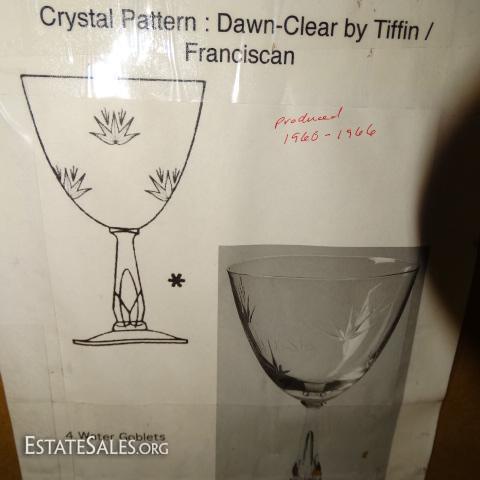 Crystal Pattern : Dawn-Clear by Tiffin /
Franciscan
produced
1960 - 1966
*
4 Water Goblets
ESTATESALES.ORG